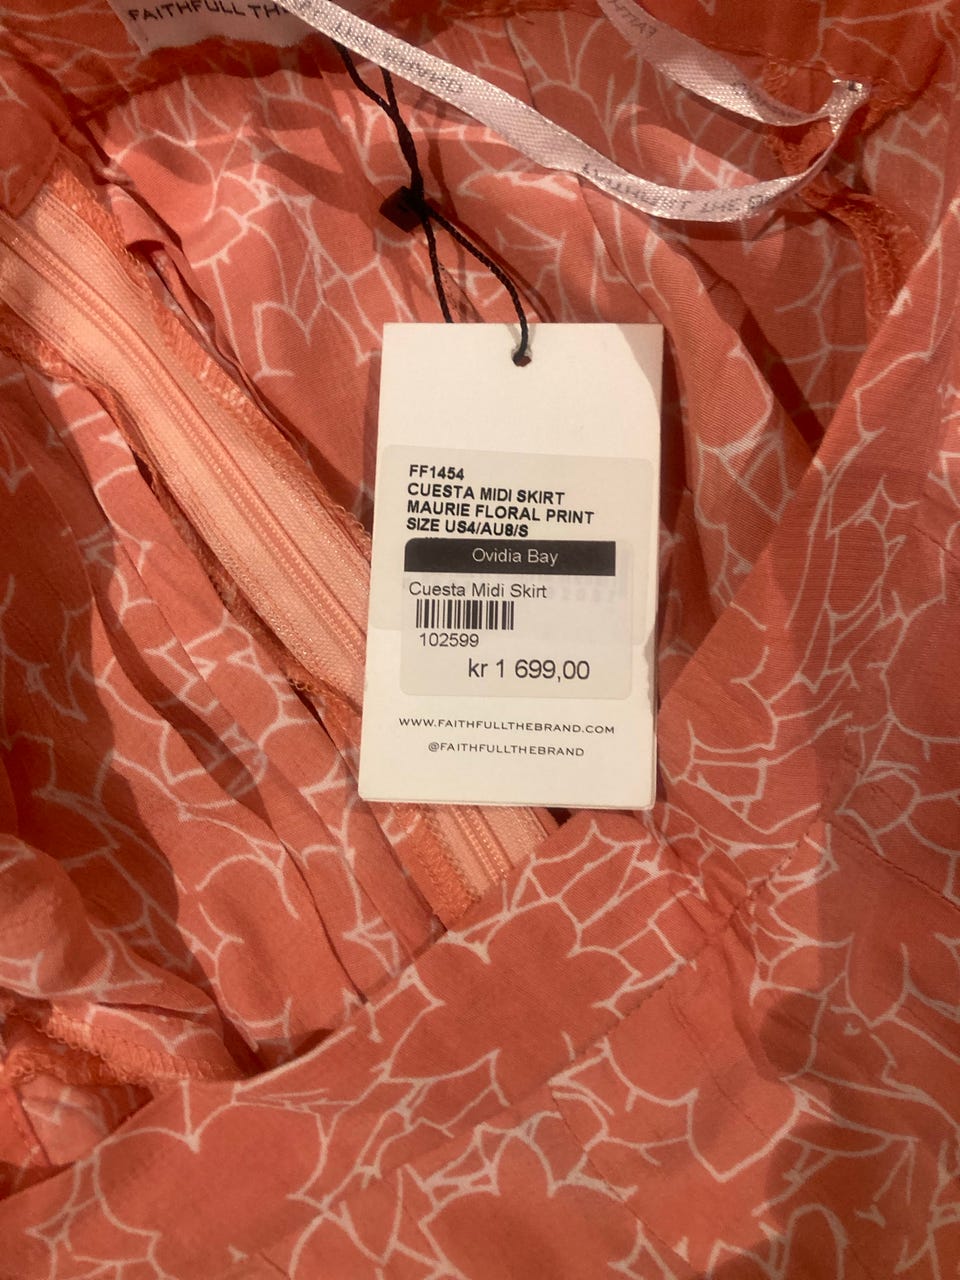 FAITHFULL TH
FF1454
CUESTA MIDI SKIRT
MAURIE FLORAL PRINT
SIZE US4/AU8/S
Ovidia Bay
Cuesta Midi Skirt
102599
kr 1 699,00
WWW.FAITHFULLTHEBRAND.COM
@FAITHFULLTHEBRAND